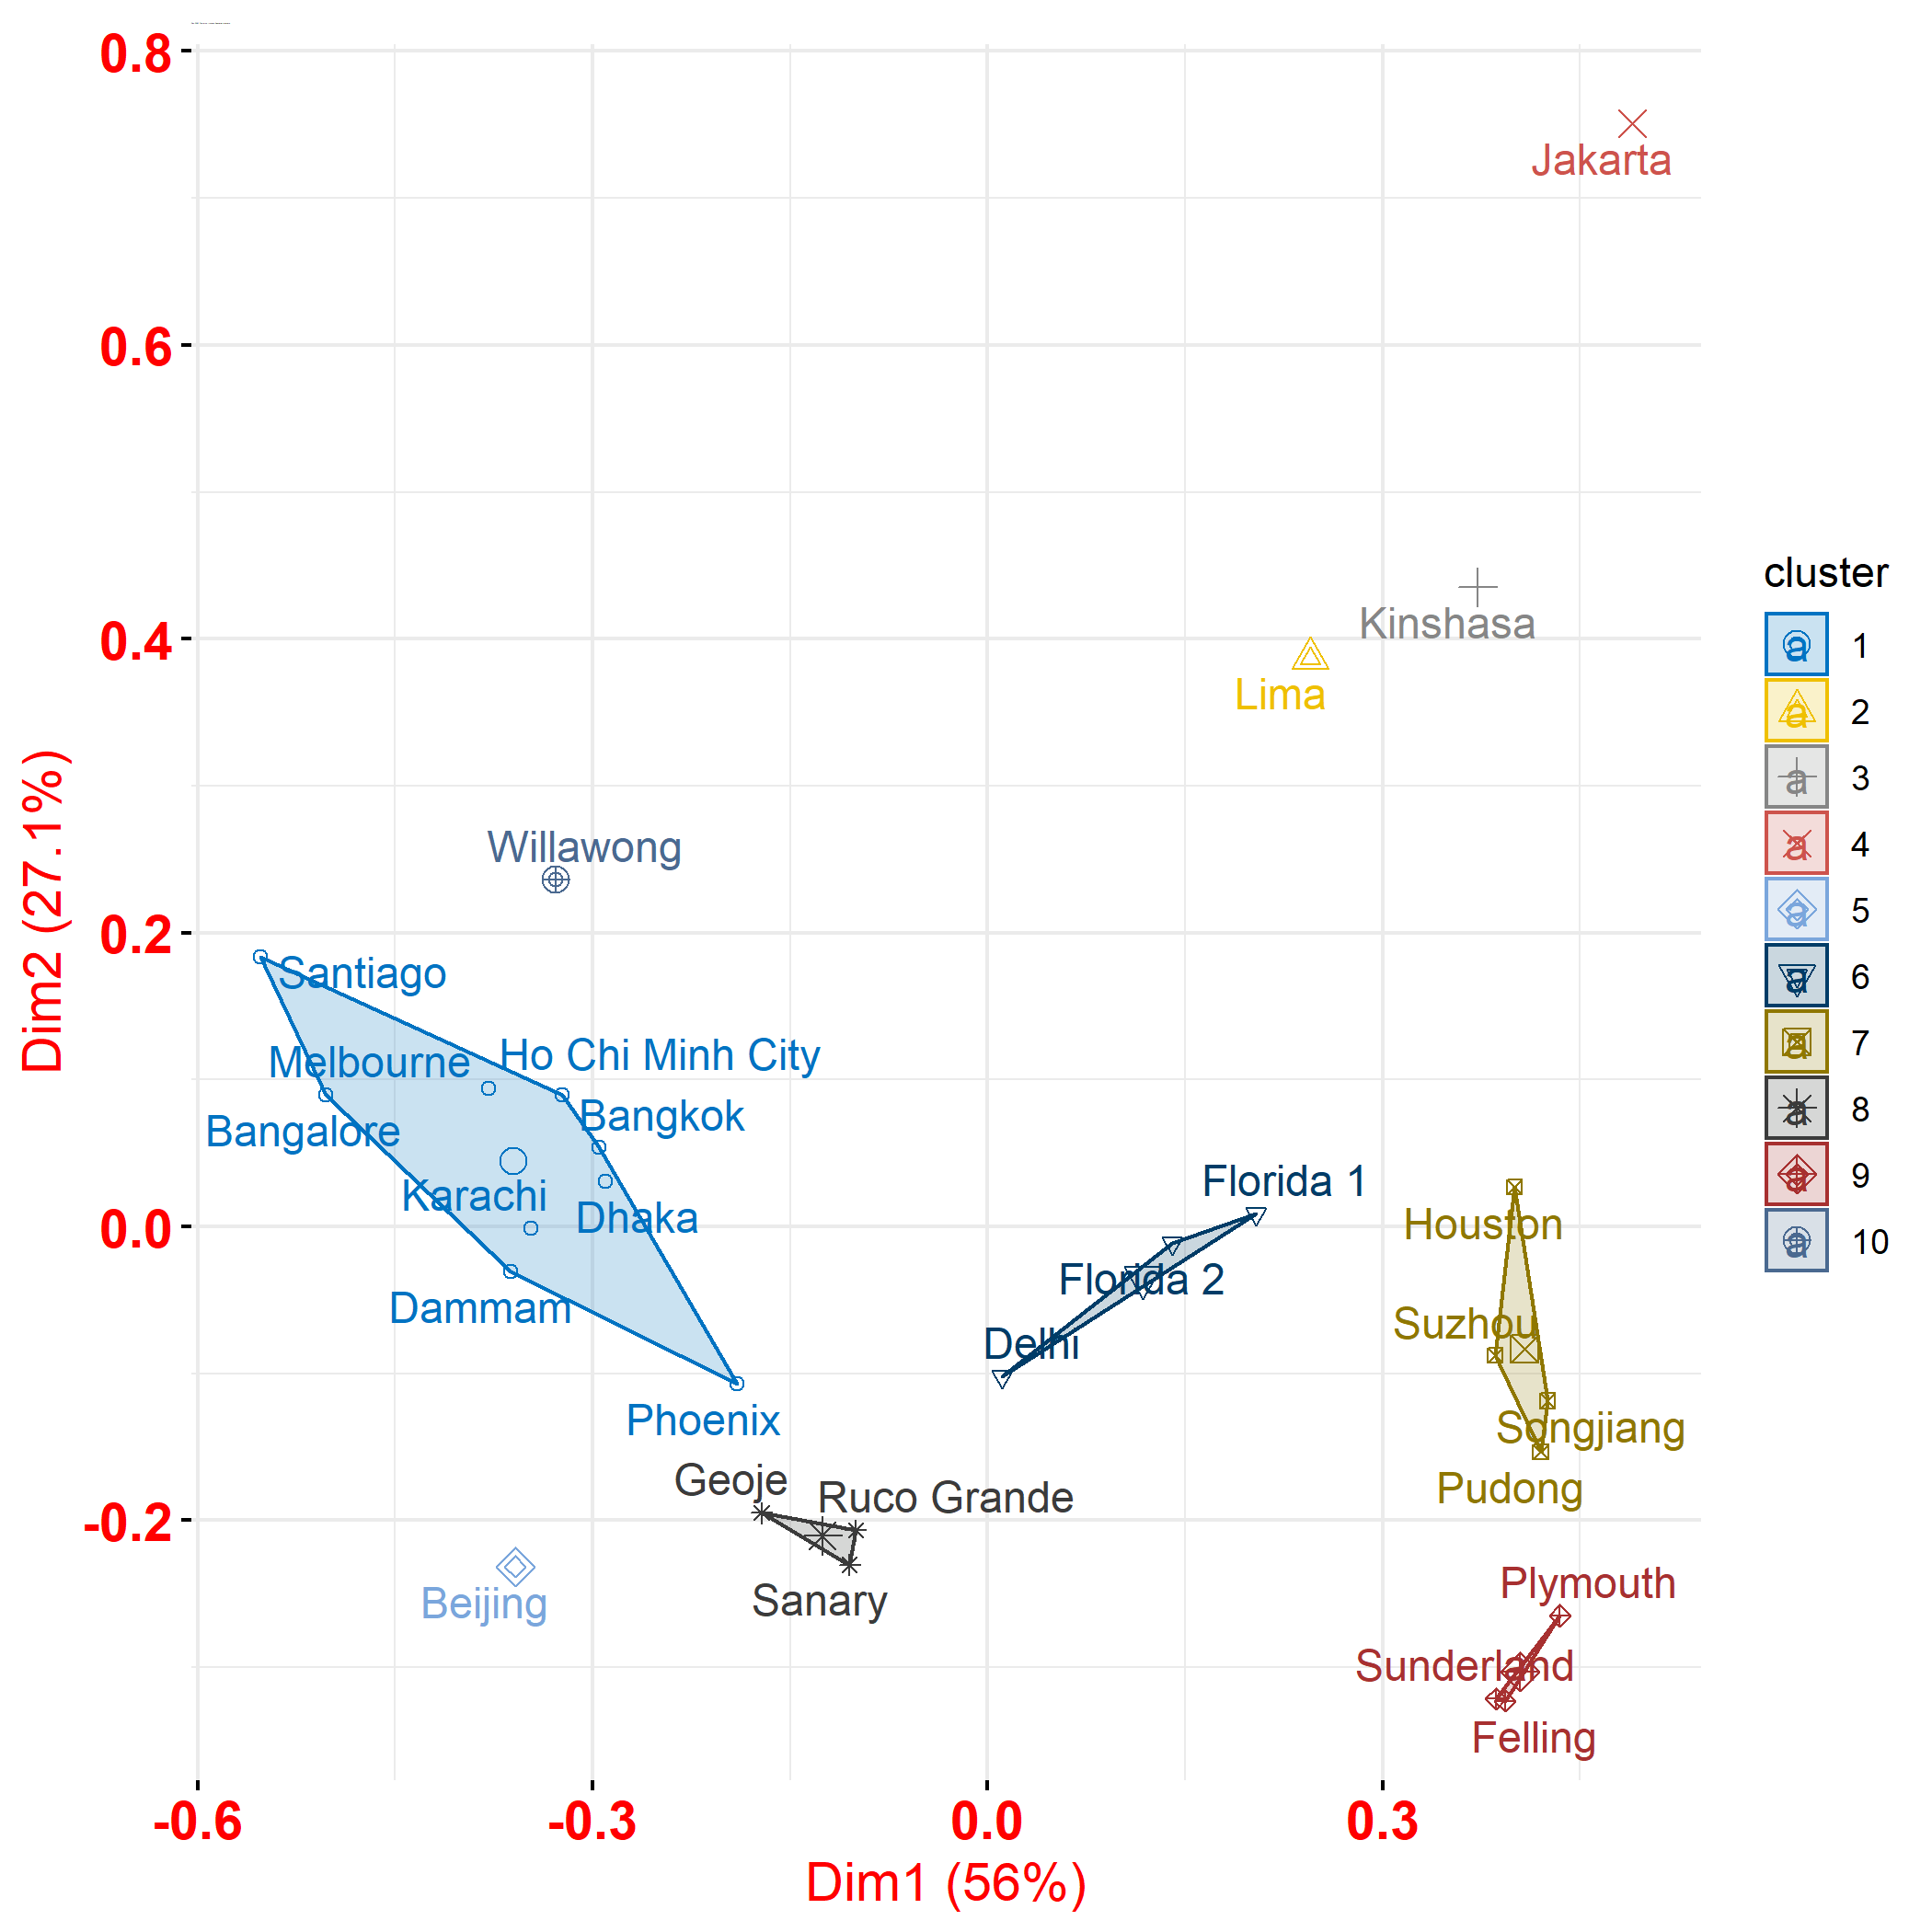 0.8
0.6
0.4
0.2
0.0
-0.2
-0.6
-0.3
0.0
0.3
Dim1 (56%)
Dim2 (27.1%)
Jakarta
Kinshasa
Lima
Willawong
Santiago
Ho Chi Minh City
Melbourne
Bangkok
Bangalore
Karachi
Dhaka
Dammam
Phoenix
Florida 1
Florida 2
Delhi
Houston
Suzhou
Songjiang
Pudong
Geoje
Ruco Grande
Sanary
Beijing
Plymouth
Sunderland
Felling
cluster
a 1
a 2
a 3
a 4
a 5
a 6
a 7
a 8
a 9
a 10